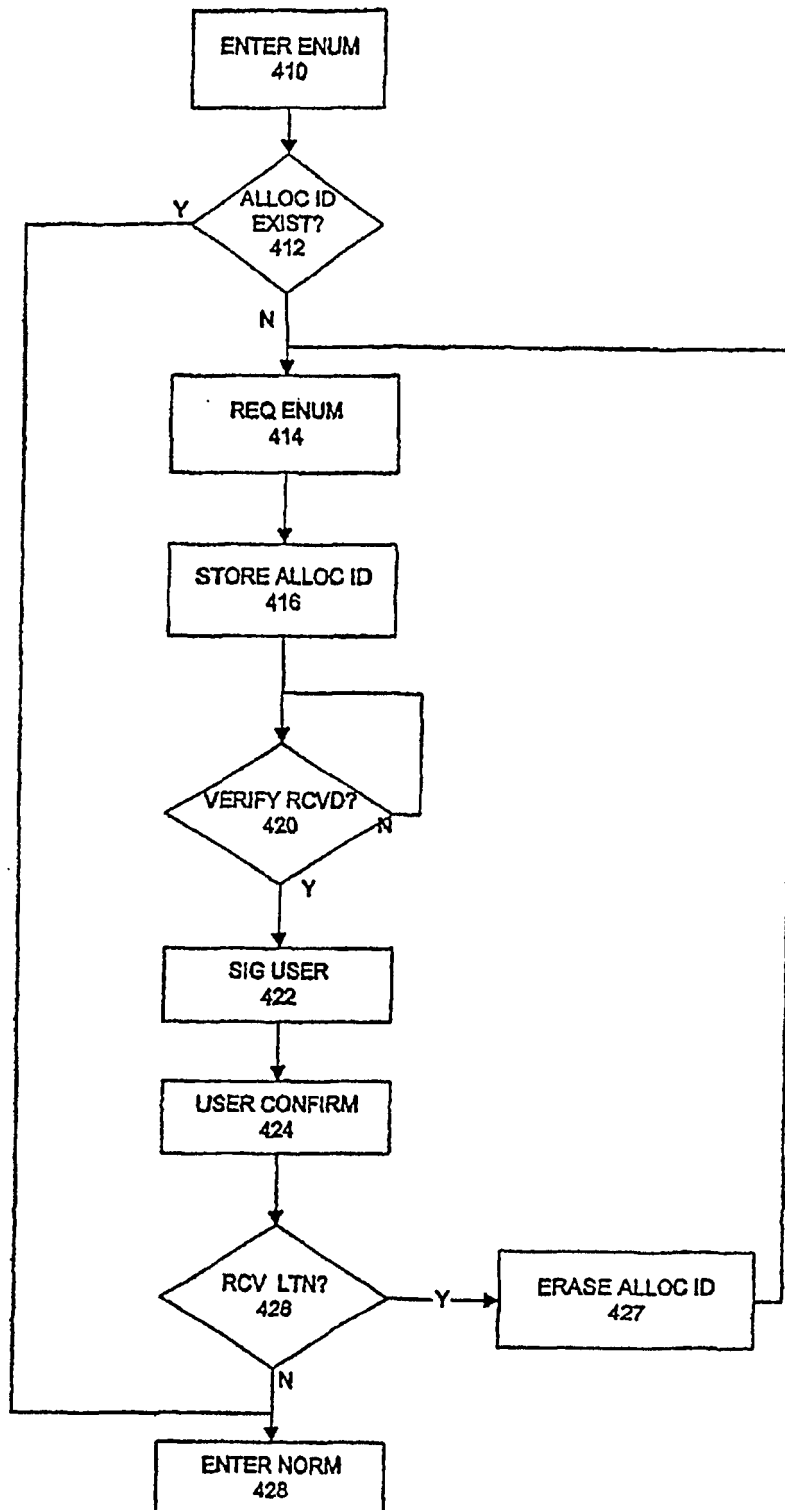 ENTER ENUM
410
ALLOC ID
EXIST?
412
Y
N
REQ ENUM
414
STORE ALLOC ID
416
VERIFY RCVD?
420
N
Y
SIG USER
422
USER CONFIRM
424
RCV LTN?
426
Y
ERASE ALLOC ID
427
N
ENTER NORM
428